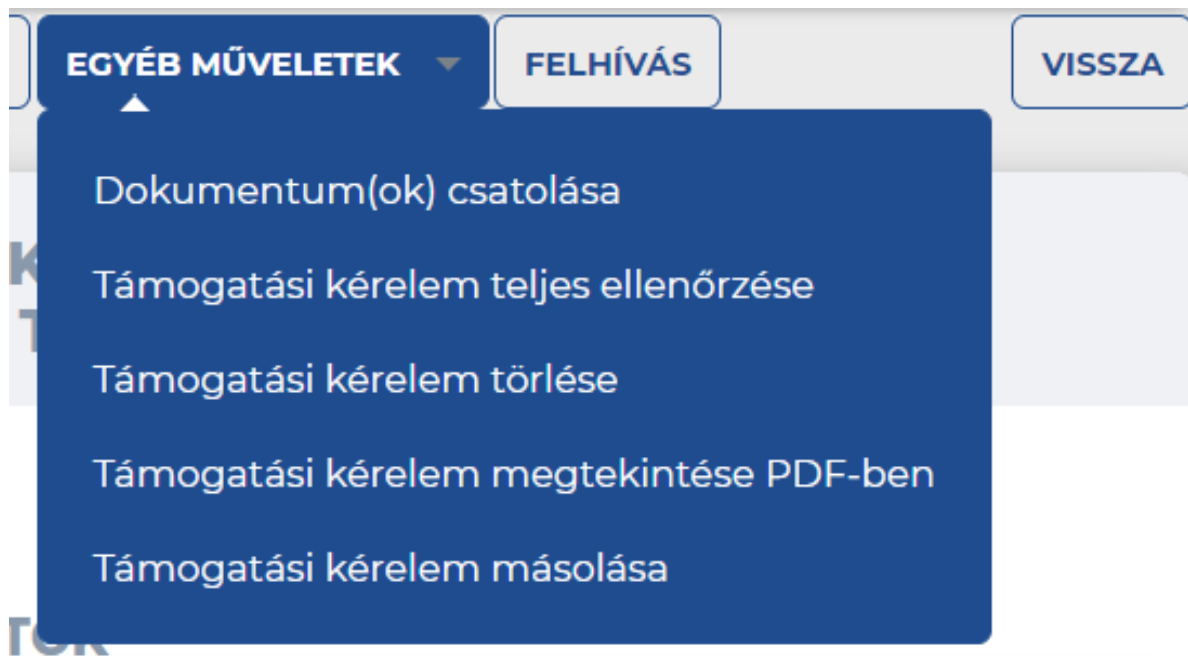 EGYÉB MŰVELETEK FELHÍVÁS VISSZA
Dokumentum(ok) csatolása
Támogatási kérelem teljes ellenőrzése
Támogatási kérelem törlése
Támogatási kérelem megtekintése PDF-ben
Támogatási kérelem másolása